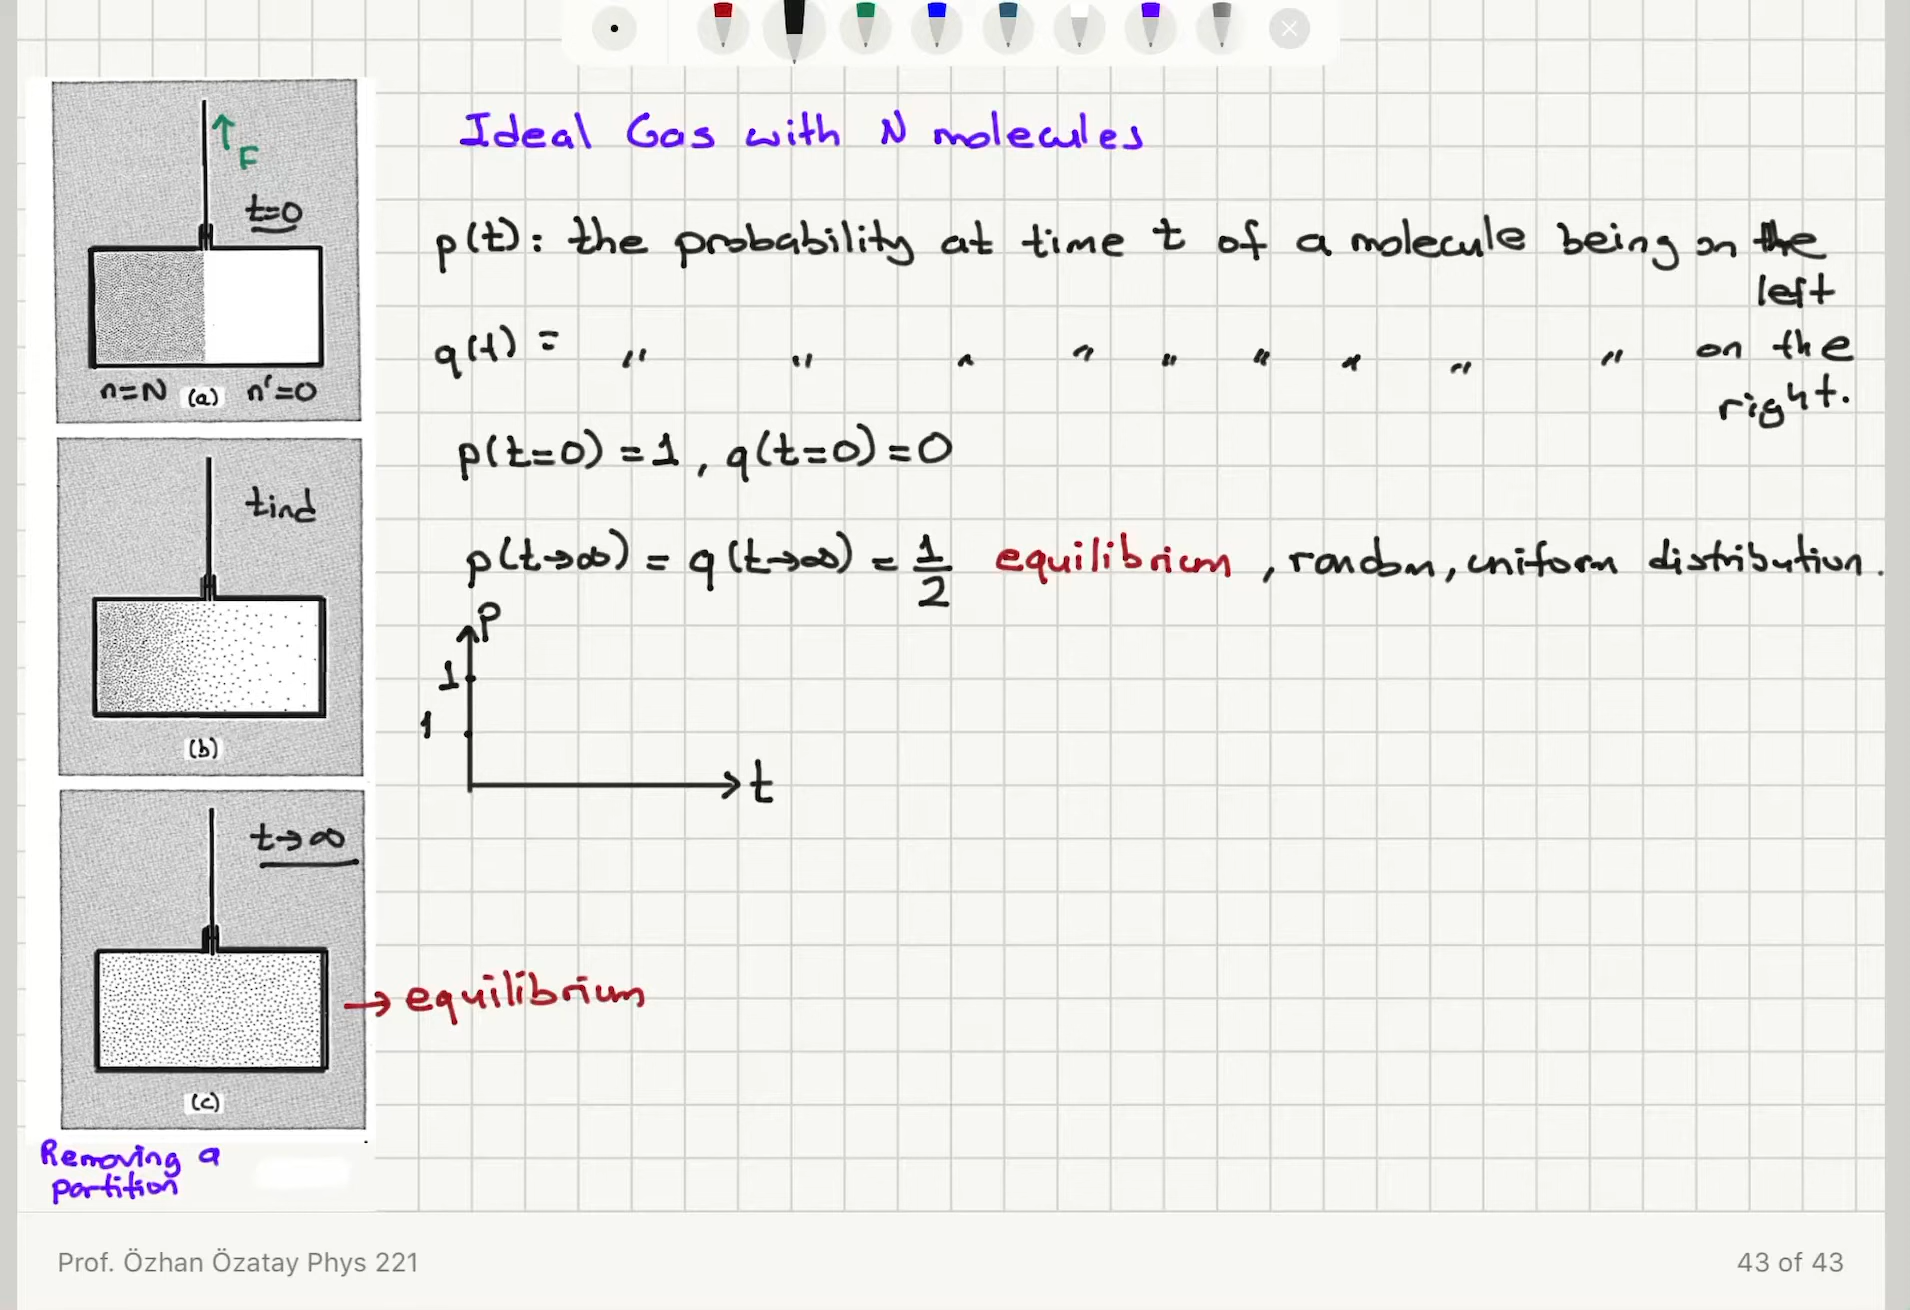 F
t=0
n=N (a) n'=0
tind
(b)
t→∞
(c)
→ equilibrium
Removing a
partition
Ideal Gas with N molecules
p(t): the probability at time t of a molecule being on the
left
q(t) = " " " " " " " " " on the
right.
p(t=0) = 1, q(t=0)=0
p(t→∞) = q(t→∞) = 1/2 equilibrium, random, uniform distribution.
P
1
1
t
Prof. Özhan Özatay Phys 221
43 of 43